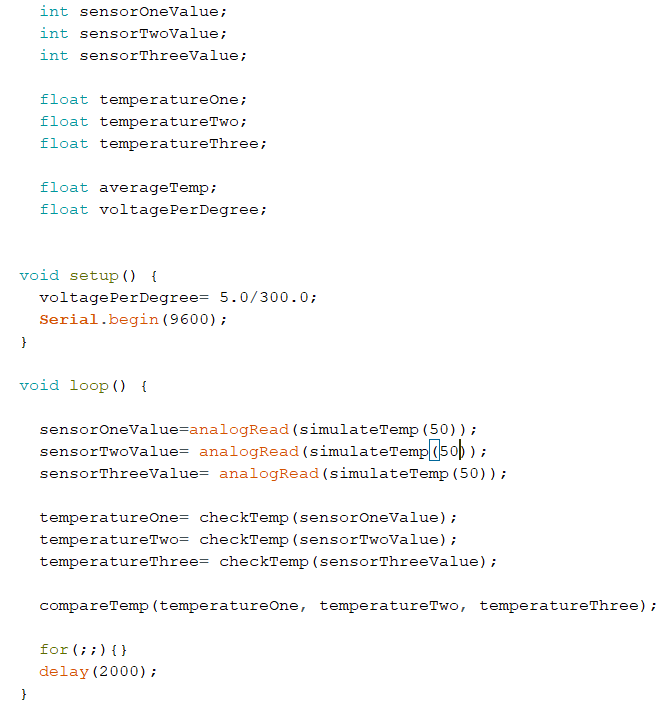 int sensorOneValue;
int sensorTwoValue;
int sensorThreeValue;
float temperatureOne;
float temperatureTwo;
float temperatureThree;
float averageTemp;
float voltagePerDegree;
void setup() {
voltagePerDegree= 5.0/300.0;
Serial.begin(9600);
}
void loop() {
sensorOneValue=analogRead(simulateTemp(50));
sensorTwoValue= analogRead(simulateTemp(50));
sensorThreeValue= analogRead(simulateTemp(50));
temperatureOne= checkTemp(sensorOneValue);
temperatureTwo= checkTemp(sensorTwoValue);
temperatureThree= checkTemp(sensorThreeValue);
compareTemp(temperatureOne, temperatureTwo, temperatureThree);
for(;;){}
delay(2000);
}